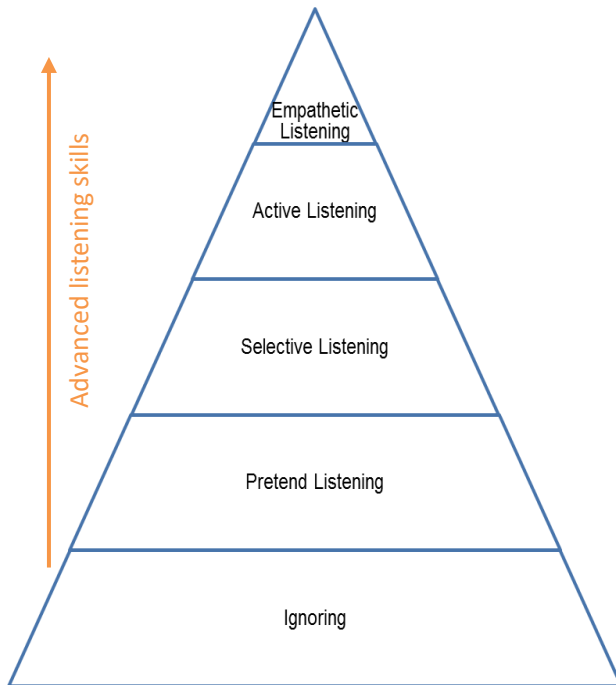 Empathetic
Listening
Active Listening
Selective Listening
Pretend Listening
Ignoring
Advanced listening skills